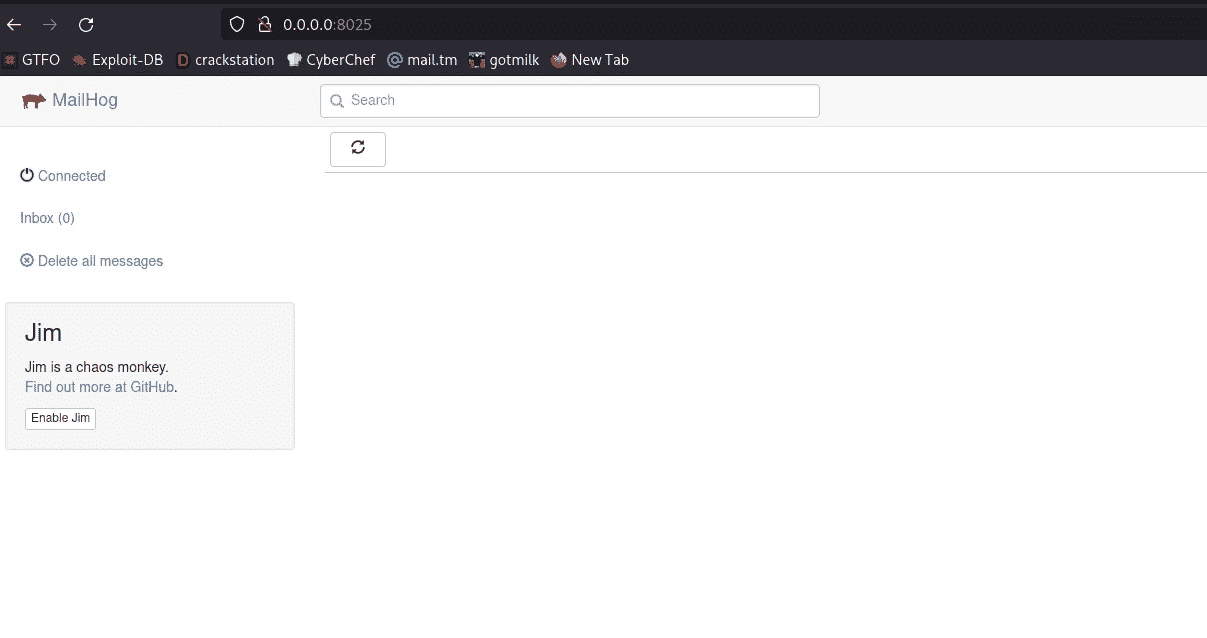 0.0.0.0:8025
GTFO Exploit-DB crackstation CyberChef mail.tm gotmilk New Tab
MailHog Search
Connected
Inbox (0)
Delete all messages
Jim
Jim is a chaos monkey.
Find out more at GitHub.
Enable Jim